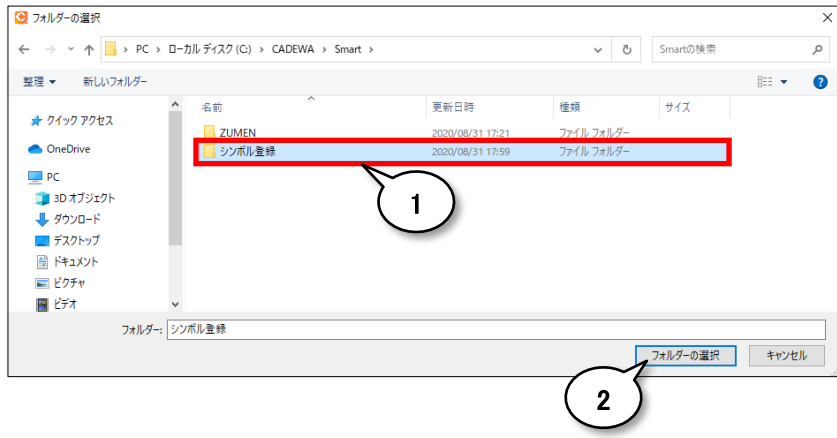 フォルダーの選択
PC › ローカル ディスク (C:) › CADEWA › Smart ›
Smartの検索
整理 新しいフォルダー
名前 更新日時 種類 サイズ
クイック アクセス
OneDrive
PC
3D オブジェクト
ダウンロード
デスクトップ
ドキュメント
ピクチャ
ビデオ
ZUMEN 2020/08/31 17:21 ファイル フォルダー
シンボル登録 2020/08/31 17:59 ファイル フォルダー
1
フォルダー: シンボル登録
フォルダーの選択 キャンセル
2